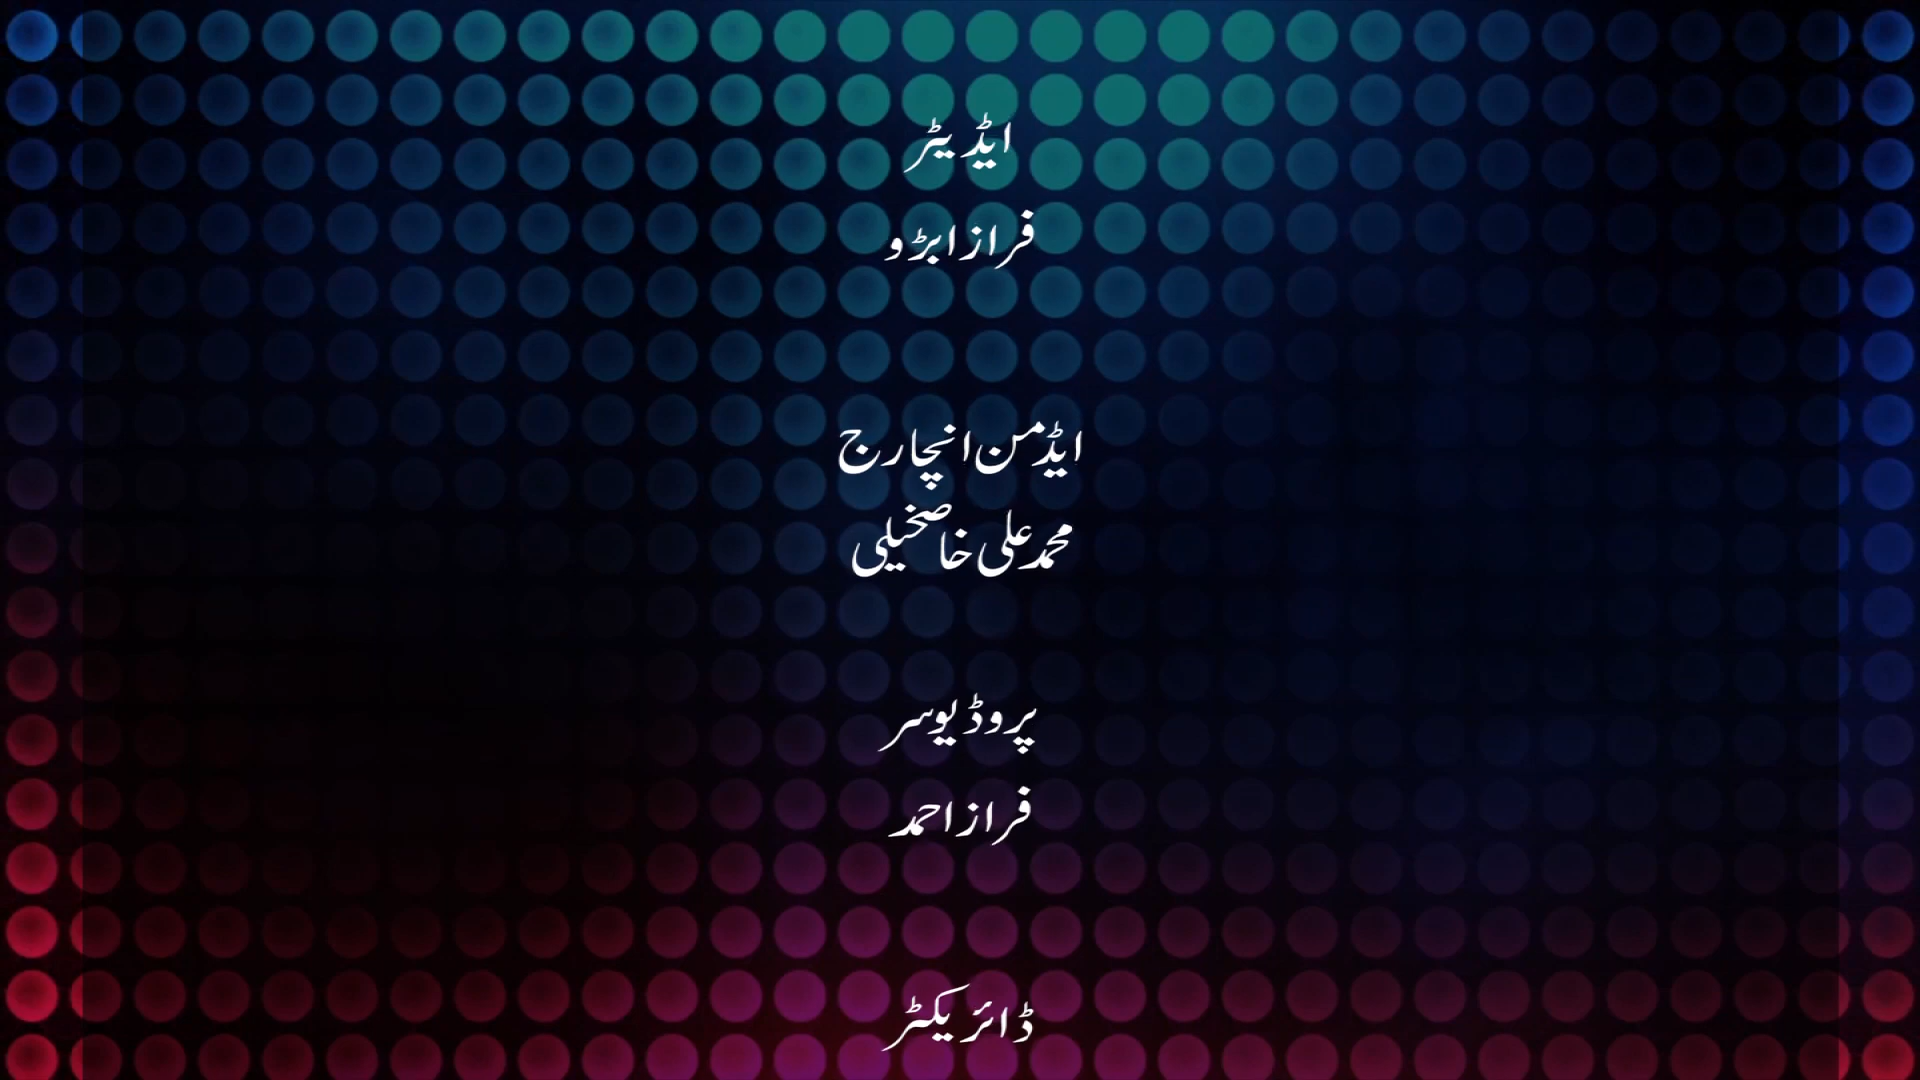 ایڈیٹر
فراز ابڑو
ایڈمن انچارج
محمد علی خاصخیلی
پروڈیوسر
فراز احمد
ڈائریکٹر